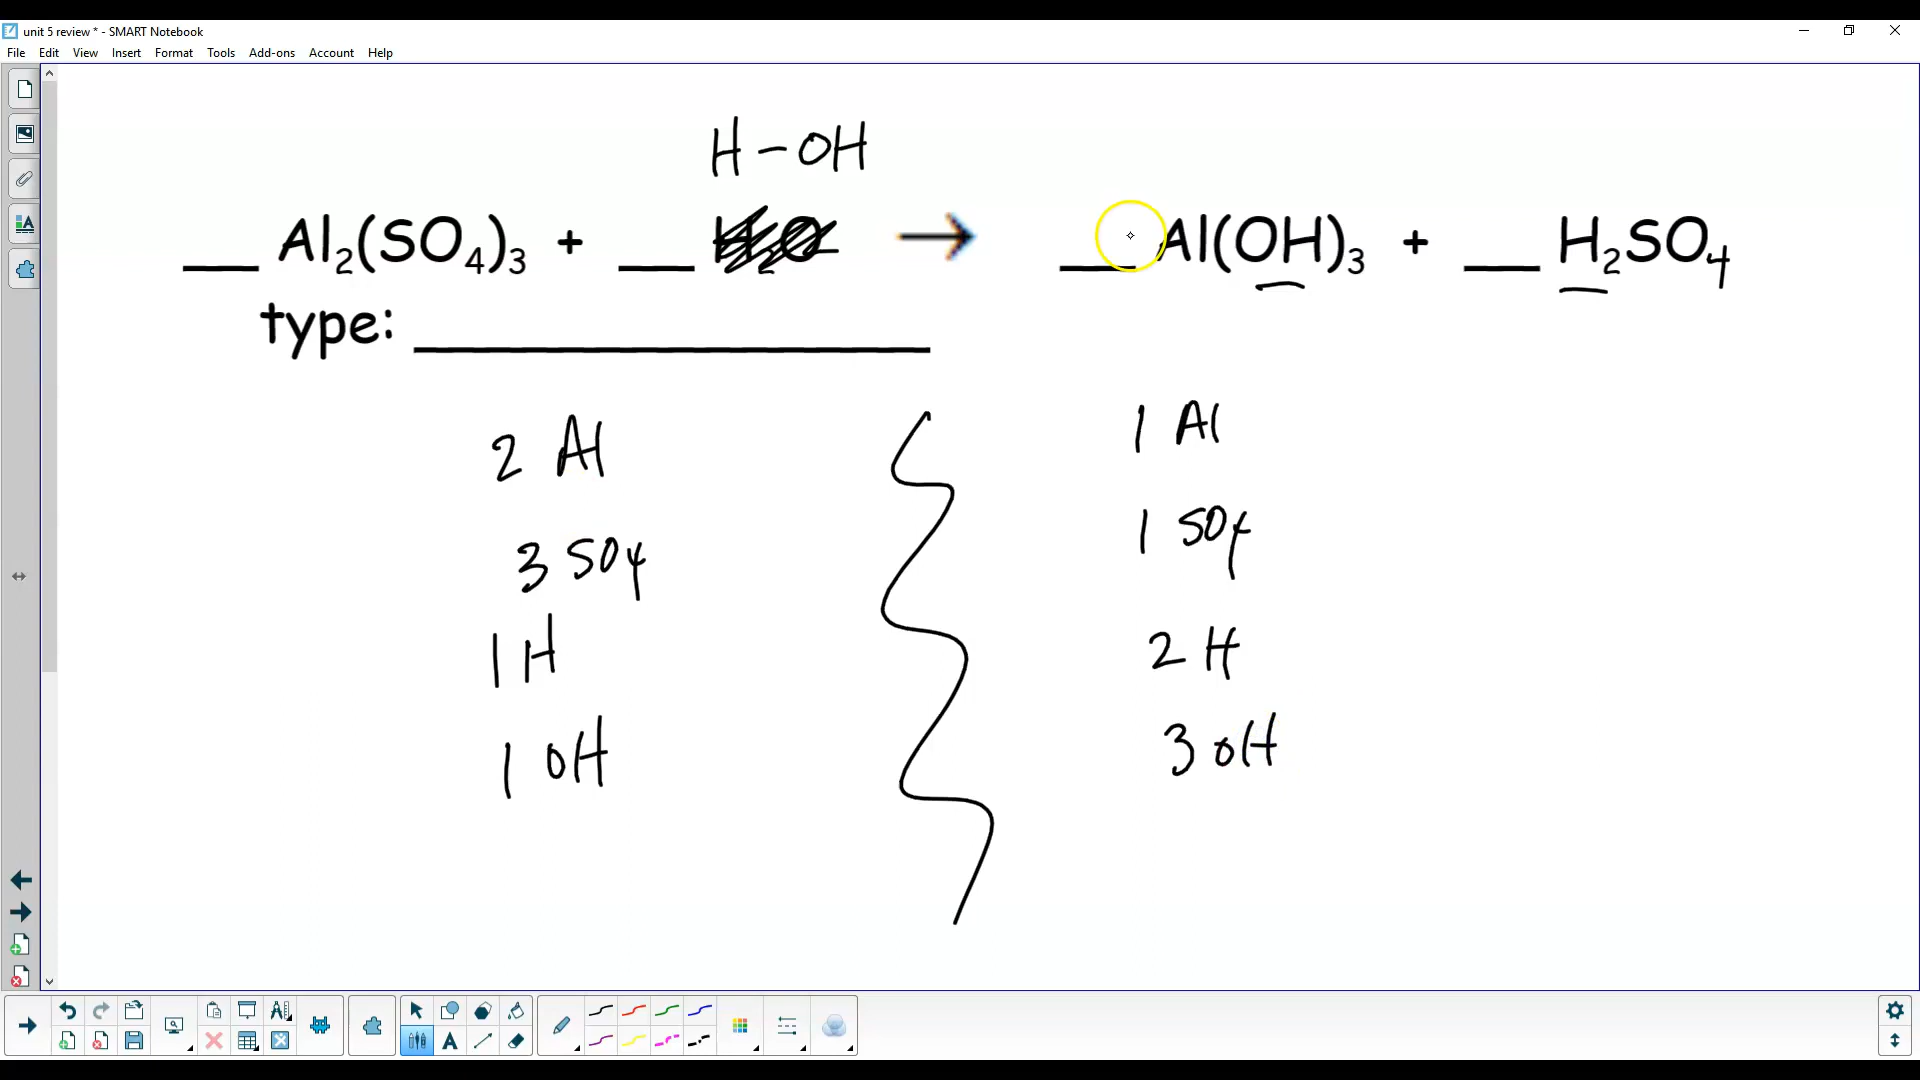 unit 5 review * - SMART Notebook
File Edit View Insert Format Tools Add-ons Account Help
H-OH
__ Al₂(SO₄)₃ + __ H₂O → __ Al(OH)₃ + __ H₂SO₄
type: ________________
2 Al
3 SO₄
1 H
1 OH
1 Al
1 SO₄
2 H
3 OH